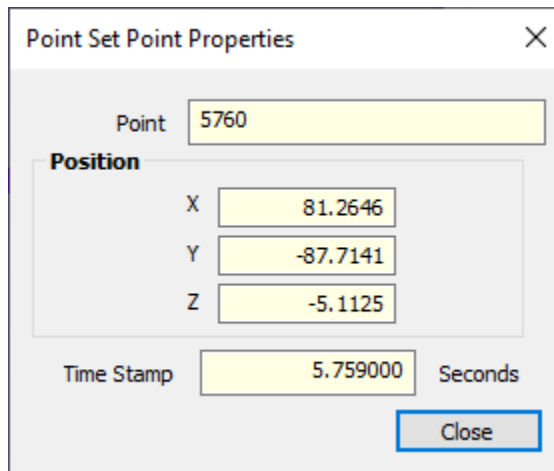 Point Set Point Properties
Point 5760
Position
X 81.2646
Y -87.7141
Z -5.1125
Time Stamp 5.759000 Seconds
Close